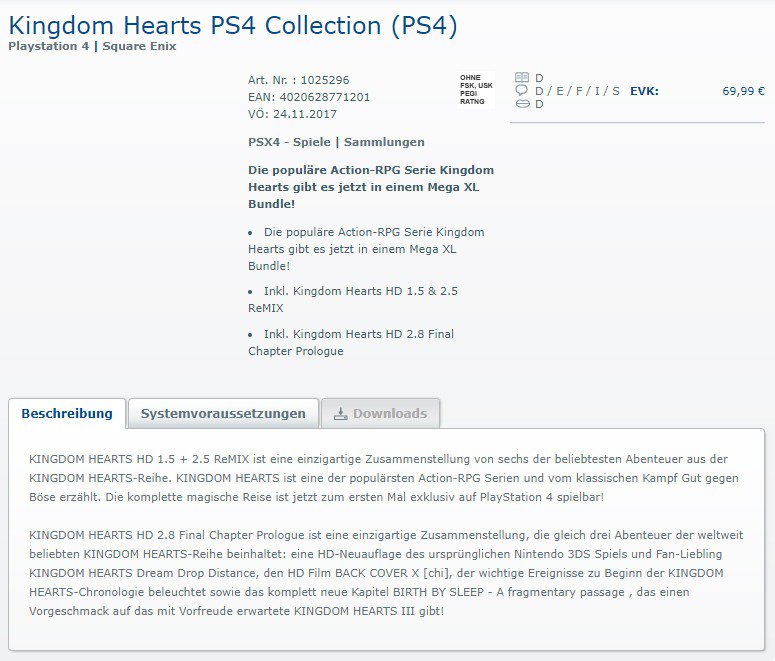 Kingdom Hearts PS4 Collection (PS4)
Playstation 4 | Square Enix
Art. Nr. : 1025296
EAN: 4020628771201
VÖ: 24.11.2017
OHNE
FSK, USK
PEGI
RATNG
D
D / E / F / I / S
D
EVK:
69,99 €
PSX4 - Spiele | Sammlungen
Die populäre Action-RPG Serie Kingdom
Hearts gibt es jetzt in einem Mega XL
Bundle!
• Die populäre Action-RPG Serie Kingdom
Hearts gibt es jetzt in einem Mega XL
Bundle!
• Inkl. Kingdom Hearts HD 1.5 & 2.5
ReMIX
• Inkl. Kingdom Hearts HD 2.8 Final
Chapter Prologue
Beschreibung
Systemvoraussetzungen
Downloads
KINGDOM HEARTS HD 1.5 + 2.5 ReMIX ist eine einzigartige Zusammenstellung von sechs der beliebtesten Abenteuer aus der
KINGDOM HEARTS-Reihe. KINGDOM HEARTS ist eine der populärsten Action-RPG Serien und vom klassischen Kampf Gut gegen
Böse erzählt. Die komplette magische Reise ist jetzt zum ersten Mal exklusiv auf PlayStation 4 spielbar!
KINGDOM HEARTS HD 2.8 Final Chapter Prologue ist eine einzigartige Zusammenstellung, die gleich drei Abenteuer der weltweit
beliebten KINGDOM HEARTS-Reihe beinhaltet: eine HD-Neuauflage des ursprünglichen Nintendo 3DS Spiels und Fan-Liebling
KINGDOM HEARTS Dream Drop Distance, den HD Film BACK COVER X [chi], der wichtige Ereignisse zu Beginn der KINGDOM
HEARTS-Chronologie beleuchtet sowie das komplett neue Kapitel BIRTH BY SLEEP - A fragmentary passage , das einen
Vorgeschmack auf das mit Vorfreude erwartete KINGDOM HEARTS III gibt!